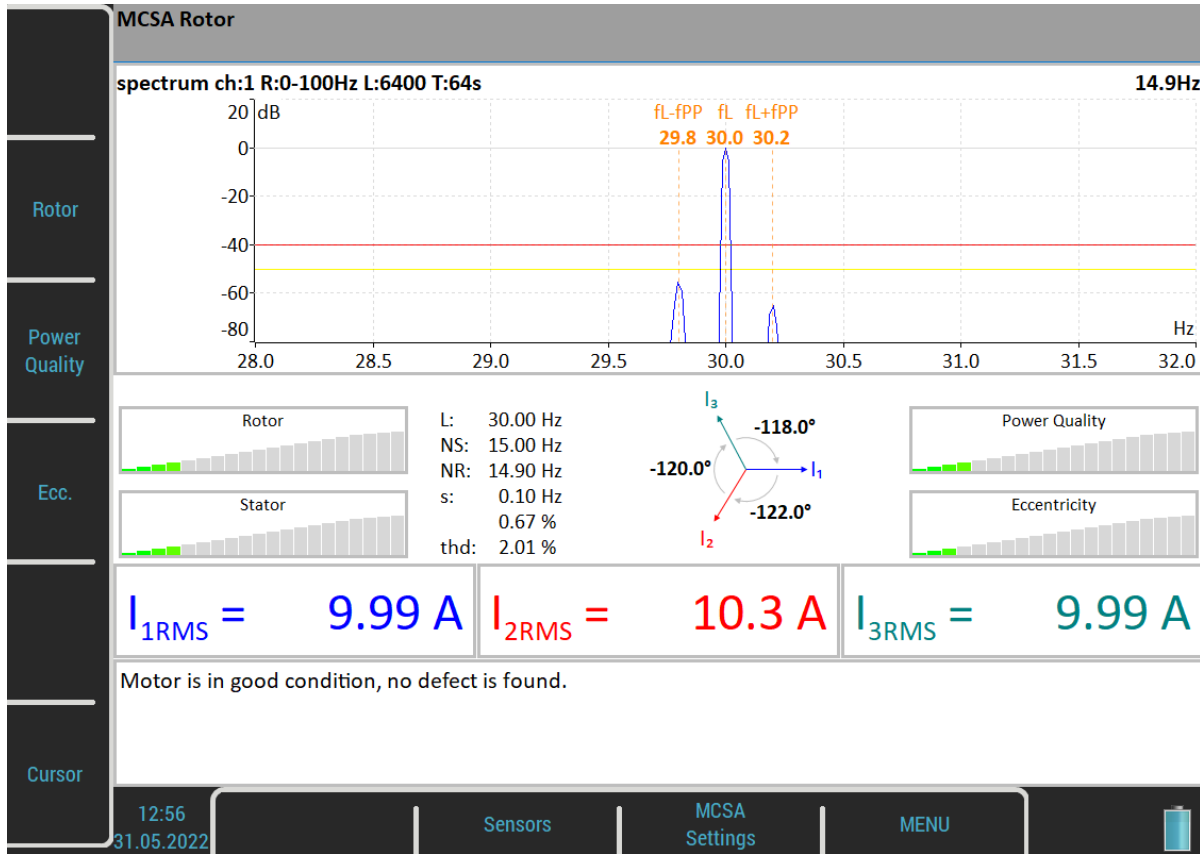 MCSA Rotor
spectrum ch:1 R:0-100Hz L:6400 T:64s
14.9Hz
20 dB
fL-fPP fL fL+fPP
29.8 30.0 30.2
0
-20
-40
-60
-80
Hz
28.0 28.5 29.0 29.5 30.0 30.5 31.0 31.5 32.0
Rotor
Power
Quality
Ecc.
Cursor
Rotor
Stator
L: 30.00 Hz
NS: 15.00 Hz
NR: 14.90 Hz
s: 0.10 Hz
0.67 %
thd: 2.01 %
I₃
-118.0°
-120.0°
I₁
-122.0°
I₂
Power Quality
Eccentricity
I1RMS = 9.99 A
I2RMS = 10.3 A
I3RMS = 9.99 A
Motor is in good condition, no defect is found.
12:56
31.05.2022
Sensors
MCSA
Settings
MENU